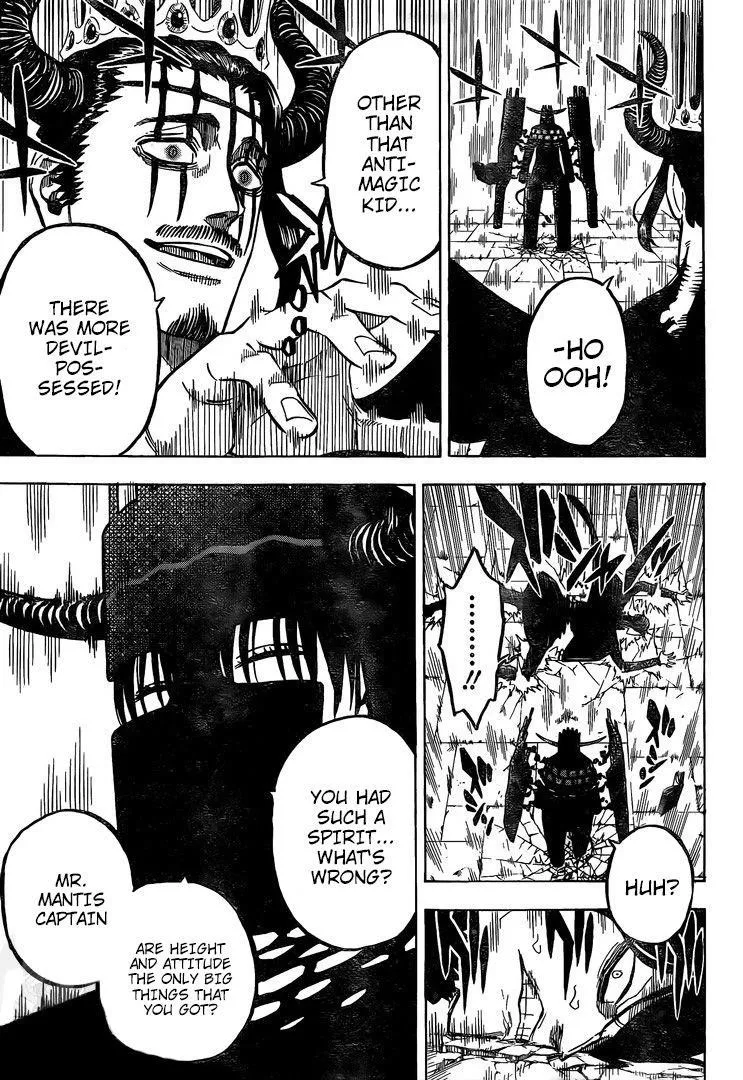 -HO
OOH!
OTHER
THAN
THAT
ANTI-
MAGIC
KID...
THERE
WAS MORE
DEVIL-
POS-
SESSED!
.........!!
HUH?
YOU HAD
SUCH A
SPIRIT...
WHAT'S
WRONG?
MR.
MANTIS
CAPTAIN
ARE HEIGHT
AND ATTITUDE
THE ONLY BIG
THINGS THAT
YOU GOT?